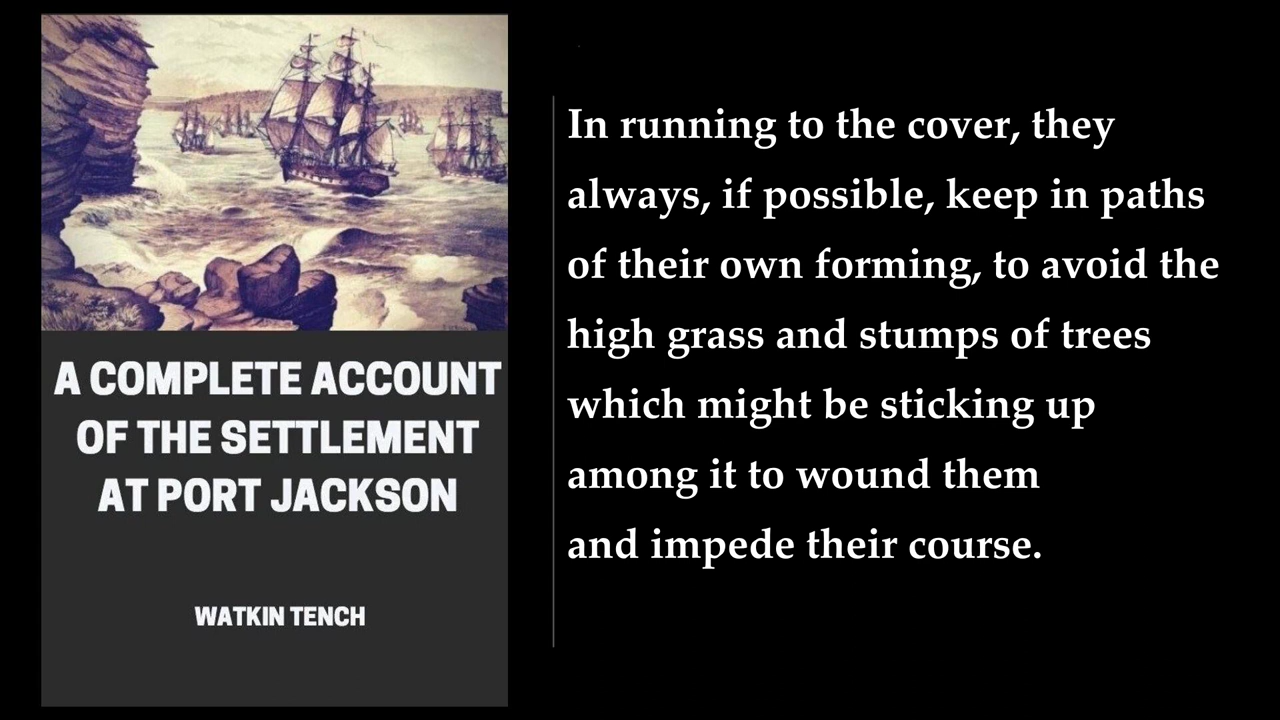 A COMPLETE ACCOUNT
OF THE SETTLEMENT
AT PORT JACKSON
WATKIN TENCH
In running to the cover, they
always, if possible, keep in paths
of their own forming, to avoid the
high grass and stumps of trees
which might be sticking up
among it to wound them
and impede their course.